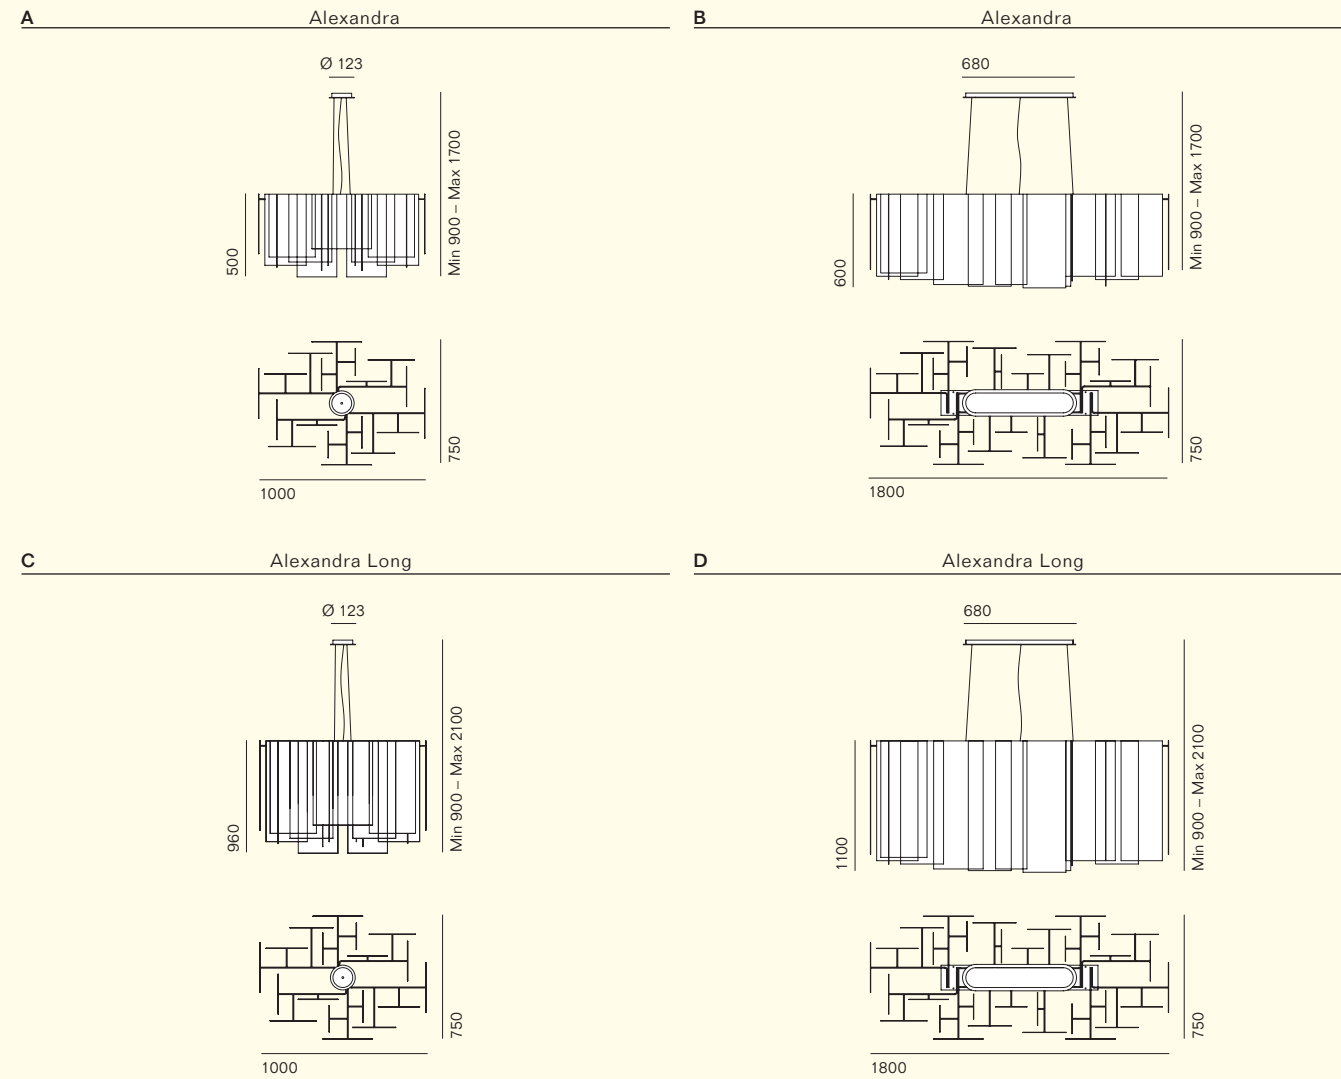 A Alexandra
Ø 123
500
Min 900 – Max 1700
750
1000
B Alexandra
680
600
Min 900 – Max 1700
750
1800
C Alexandra Long
Ø 123
960
Min 900 – Max 2100
750
1000
D Alexandra Long
680
1100
Min 900 – Max 2100
750
1800